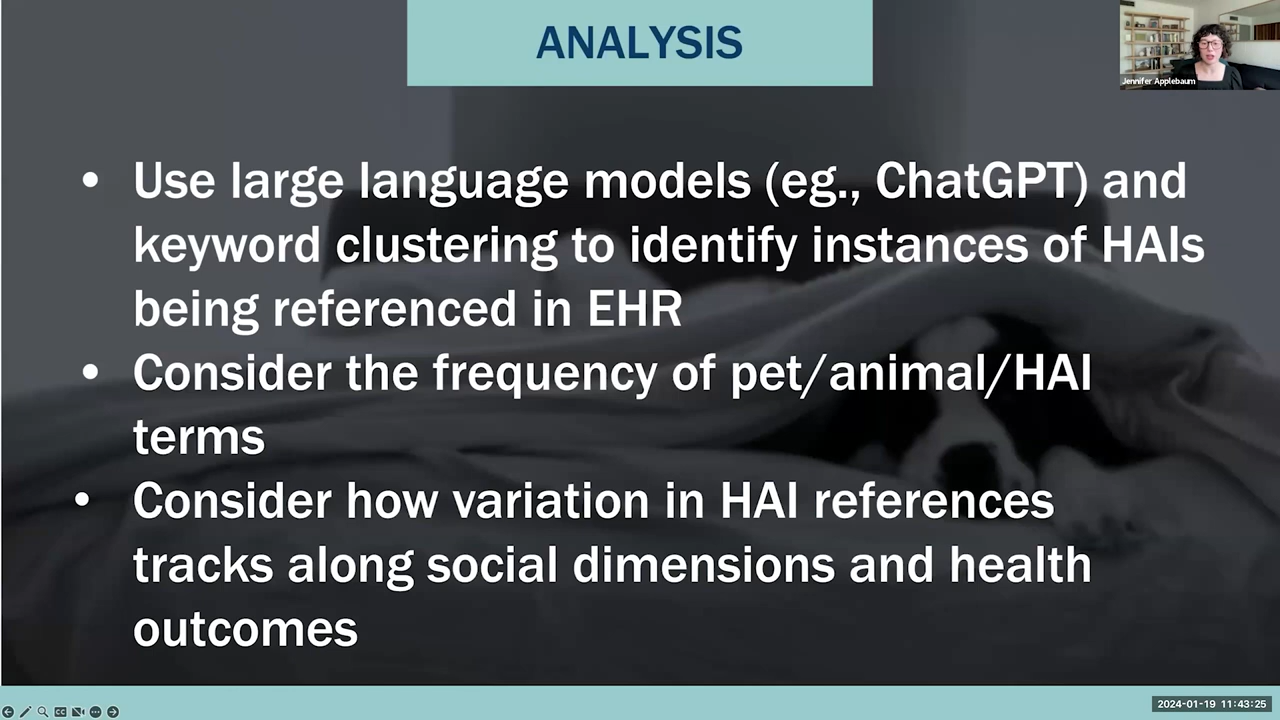 ANALYSIS
Jennifer Applebaum
• Use large language models (eg., ChatGPT) and
keyword clustering to identify instances of HAIs
being referenced in EHR
• Consider the frequency of pet/animal/HAI
terms
• Consider how variation in HAI references
tracks along social dimensions and health
outcomes
CC
2024-01-19 11:43:25